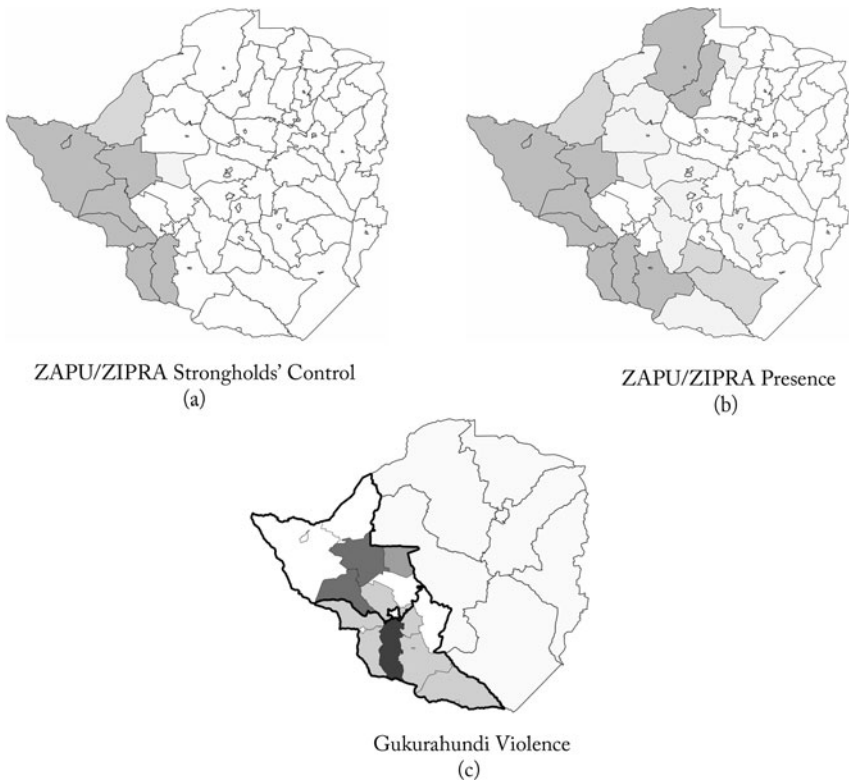 ZAPU/ZIPRA Strongholds' Control
(a)
ZAPU/ZIPRA Presence
(b)
Gukurahundi Violence
(c)